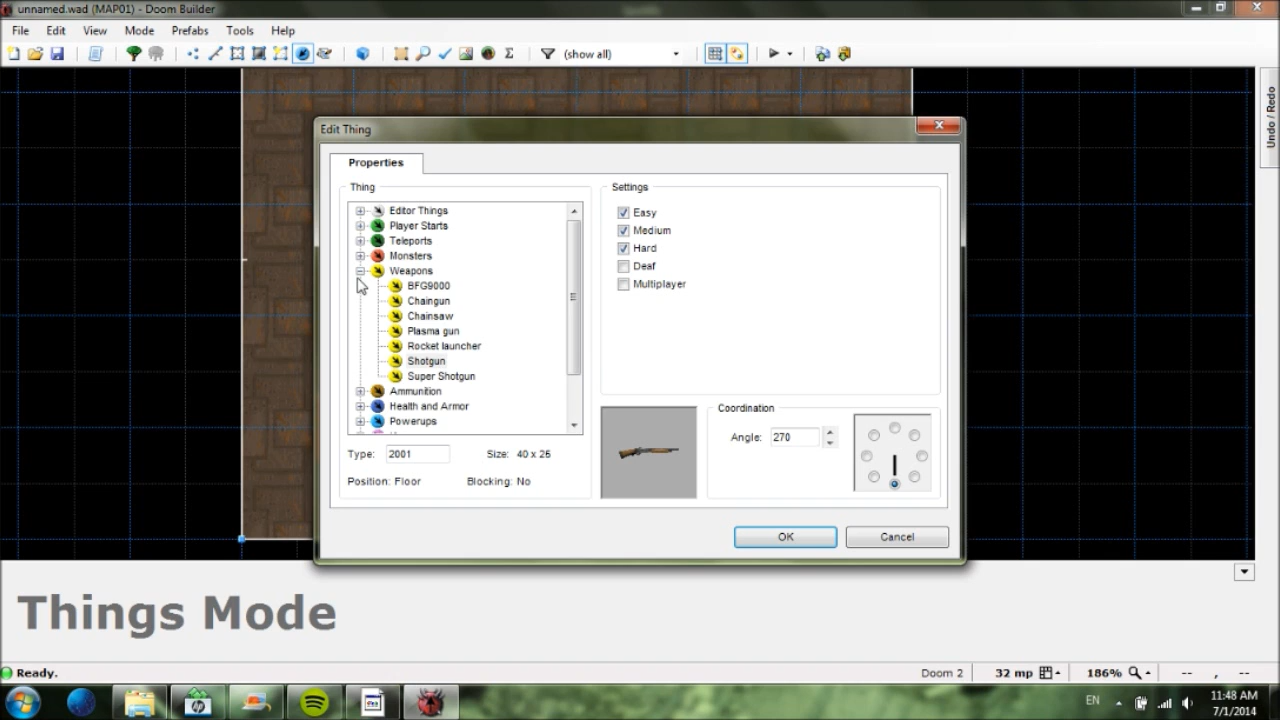 unnamed.wad (MAP01) - Doom Builder
File Edit View Mode Prefabs Tools Help
(show all)
Undo / Redo
Edit Thing
Properties
Thing
Editor Things
Player Starts
Teleports
Monsters
Weapons
BFG9000
Chaingun
Chainsaw
Plasma gun
Rocket launcher
Shotgun
Super Shotgun
Ammunition
Health and Armor
Powerups
Type: 2001 Size: 40 x 25
Position: Floor Blocking: No
Settings
Easy
Medium
Hard
Deaf
Multiplayer
Coordination
Angle: 270
OK Cancel
Things Mode
Ready. Doom 2 32 mp 186% -- , --
EN 11:48 AM
7/1/2014